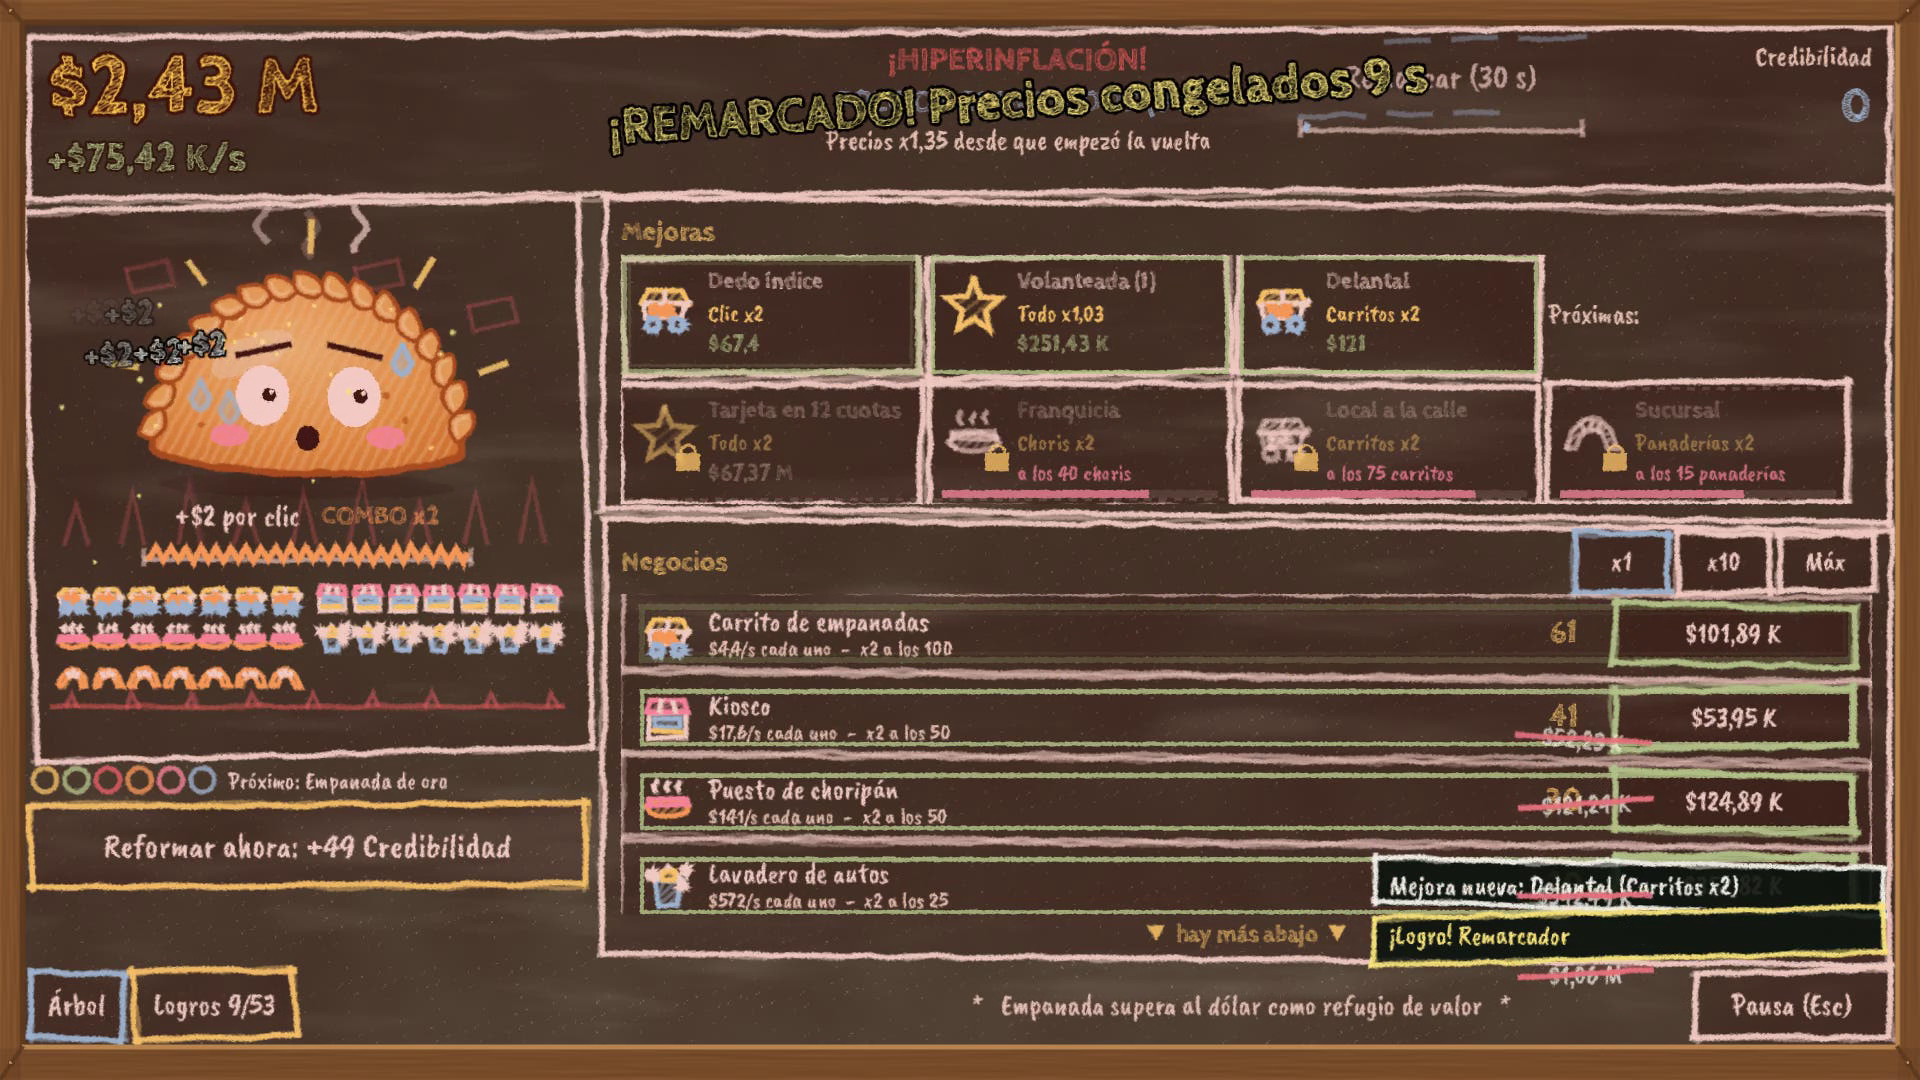 $2,43 M
+$75,42 K/s
¡HIPERINFLACIÓN!
¡REMARCADO! Precios congelados 9 s
Precios x1,35 desde que empezó la vuelta
(30 s)
Credibilidad
0
+$2
+$2+$2+$2
+$2 por clic COMBO x2
Próximo: Empanada de oro
Reformar ahora: +49 Credibilidad
Árbol
Logros 9/53
Mejoras
Dedo índice
Clic x2
$67,4
Volanteada (1)
Todo x1,03
$251,43 K
Delantal
Carritos x2
$121
Próximas:
Tarjeta en 12 cuotas
Todo x2
$67,37 M
Franquicia
Choris x2
a los 40 choris
Local a la calle
Carritos x2
a los 75 carritos
Sucursal
Panaderías x2
a los 15 panaderías
Negocios
x1
x10
Máx
Carrito de empanadas
$44/s cada uno – x2 a los 100
61
$101,89 K
Kiosco
$17,6/s cada uno – x2 a los 50
41
$53,95 K
Puesto de choripán
$141/s cada uno – x2 a los 50
$124,89 K
Lavadero de autos
$572/s cada uno – x2 a los 25
Mejora nueva: Delantal (Carritos x2)
¡Logro! Remarcador
▼ hay más abajo ▼
$1,06 M
* Empanada supera al dólar como refugio de valor *
Pausa (Esc)